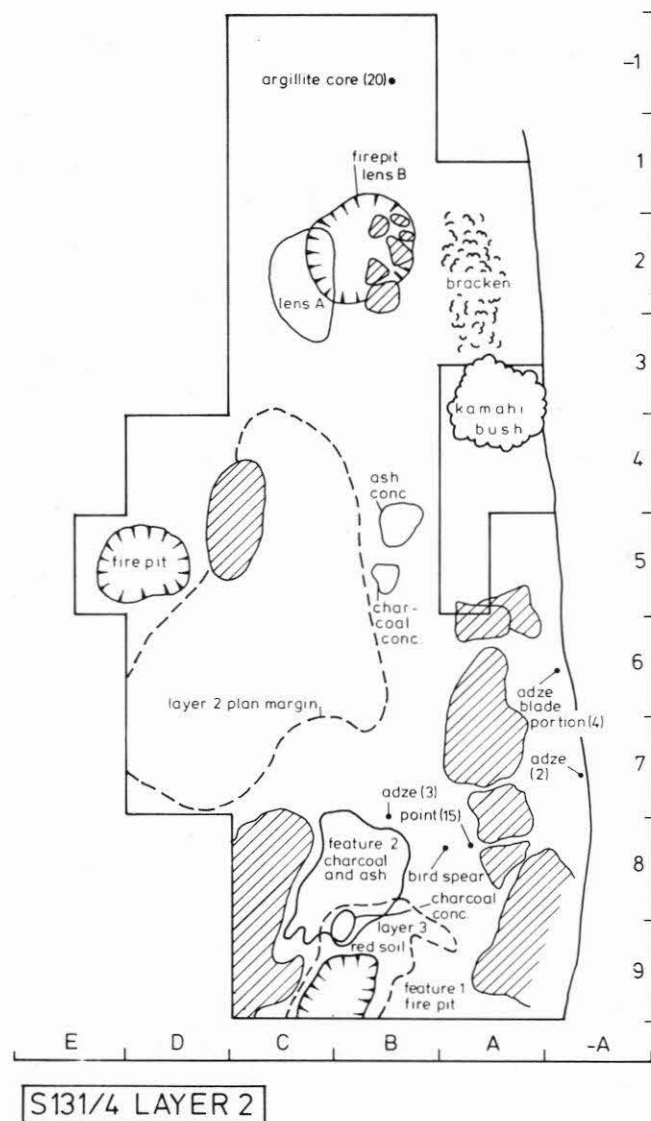 -1
argillite core (20)
1
firepit
lens B
2
bracken
lens A
3
kamahi
bush
4
ash
conc
fire pit
5
char-
coal conc.
6
adze
blade
portion (4)
layer 2 plan margin
7
adze
(2)
adze (3)
point (15)
feature 2
charcoal
and ash
8
bird spear
charcoal
conc.
layer 3
red soil
9
feature 1
fire pit
E D C B A -A
S131/4 LAYER 2